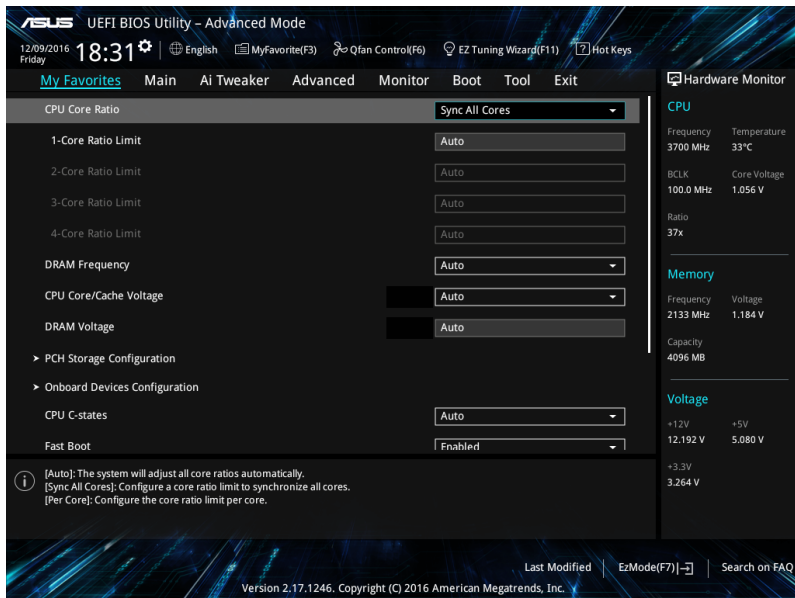 ASUS UEFI BIOS Utility – Advanced Mode
12/09/2016 Friday 18:31 English MyFavorite(F3) Qfan Control(F6) EZ Tuning Wizard(F11) ? Hot Keys
My Favorites Main Ai Tweaker Advanced Monitor Boot Tool Exit
CPU Core Ratio Sync All Cores
1-Core Ratio Limit Auto
2-Core Ratio Limit Auto
3-Core Ratio Limit Auto
4-Core Ratio Limit Auto
DRAM Frequency Auto
CPU Core/Cache Voltage Auto
DRAM Voltage Auto
> PCH Storage Configuration
> Onboard Devices Configuration
CPU C-states Auto
Fast Boot Enabled
[Auto]: The system will adjust all core ratios automatically.
[Sync All Cores]: Configure a core ratio limit to synchronize all cores.
[Per Core]: Configure the core ratio limit per core.
Hardware Monitor
CPU
Frequency Temperature
3700 MHz 33°C
BCLK Core Voltage
100.0 MHz 1.056 V
Ratio
37x
Memory
Frequency Voltage
2133 MHz 1.184 V
Capacity
4096 MB
Voltage
+12V +5V
12.192 V 5.080 V
+3.3V
3.264 V
Last Modified EzMode(F7) Search on FAQ
Version 2.17.1246. Copyright (C) 2016 American Megatrends, Inc.